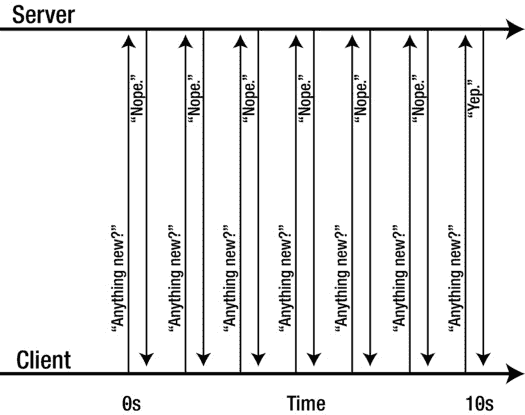 Server
“Nope.”
“Nope.”
“Nope.”
“Nope.”
“Nope.”
“Nope.”
“Yep.”
“Anything new?”
“Anything new?”
“Anything new?”
“Anything new?”
“Anything new?”
“Anything new?”
“Anything new?”
Client
0s Time 10s